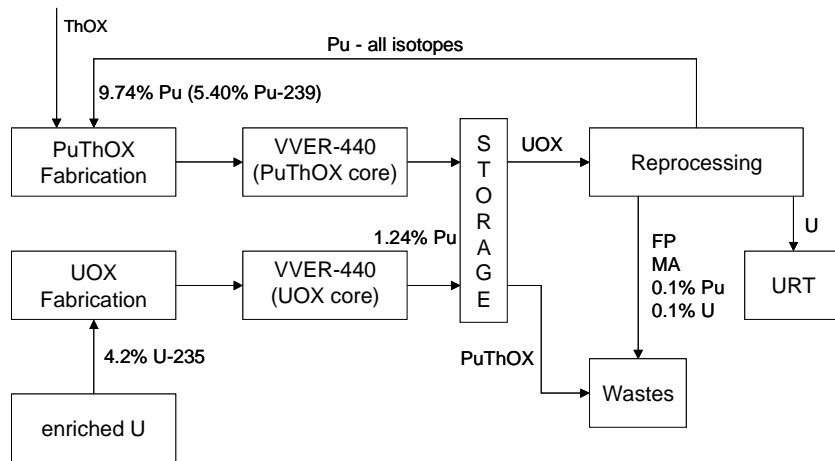 ThOX
Pu - all isotopes
9.74% Pu (5.40% Pu-239)
PuThOX
Fabrication
VVER-440
(PuThOX core)
S
T
O
R
A
G
E
UOX
Reprocessing
1.24% Pu
UOX
Fabrication
VVER-440
(UOX core)
FP
MA
0.1% Pu
0.1% U
U
URT
4.2% U-235
PuThOX
Wastes
enriched U